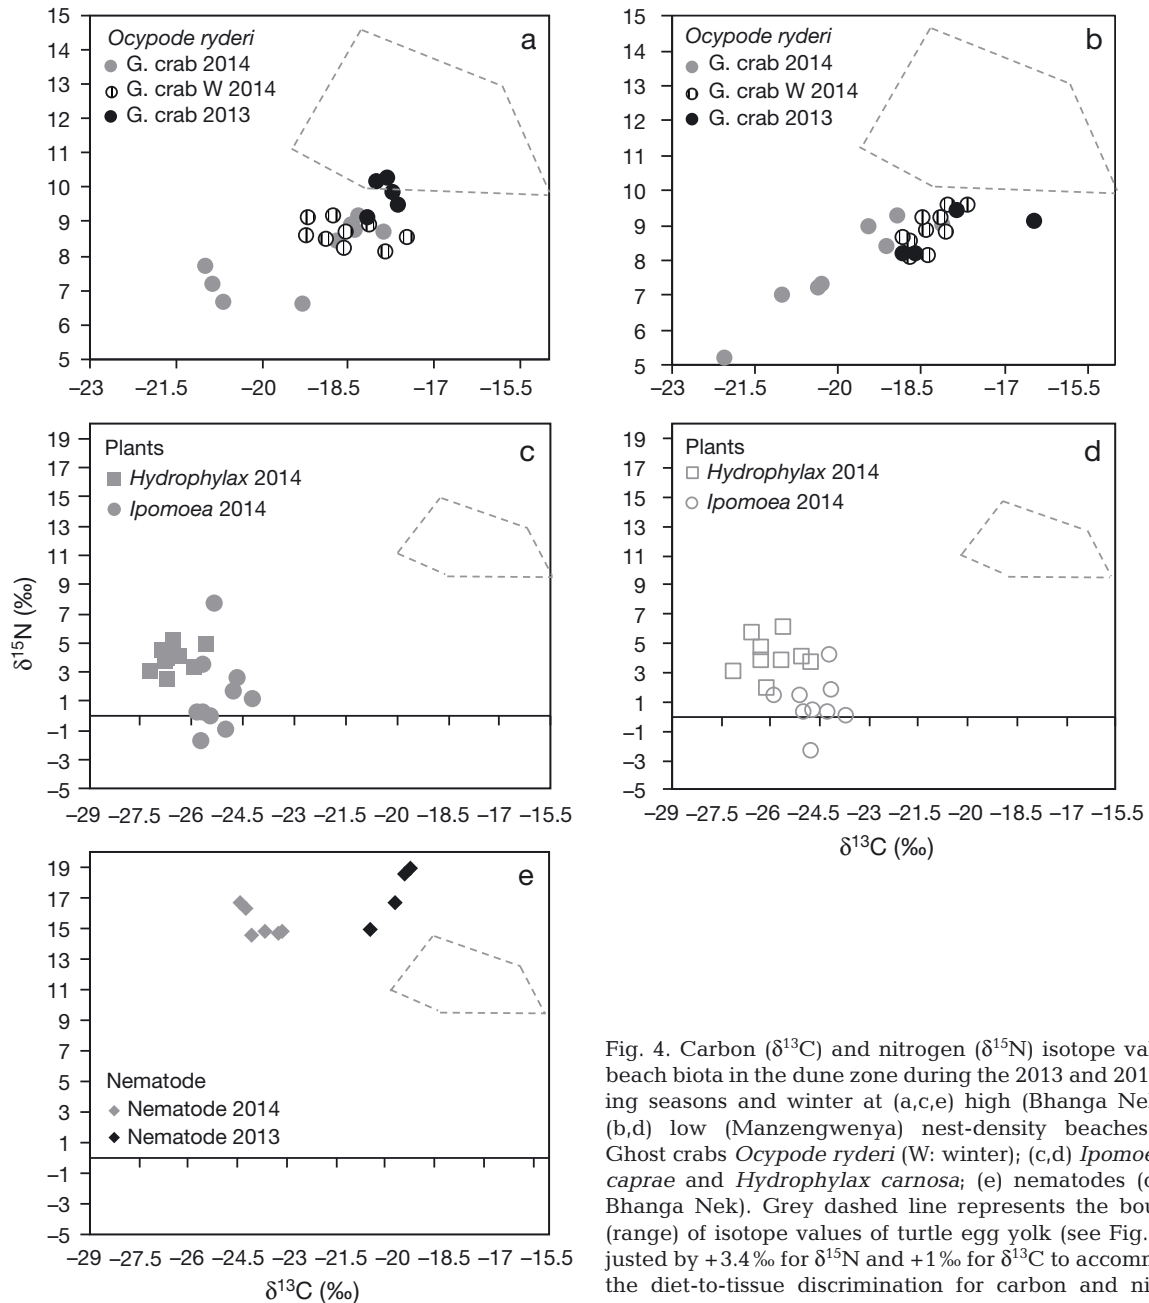 15
14
13
12
11
10
9
8
7
6
5
Ocypode ryderi
G. crab 2014
G. crab W 2014
G. crab 2013
a
−23 −21.5 −20 −18.5 −17 −15.5
15
14
13
12
11
10
9
8
7
6
5
Ocypode ryderi
G. crab 2014
G. crab W 2014
G. crab 2013
b
−23 −21.5 −20 −18.5 −17 −15.5
δ15N (‰)
19
17
15
13
11
9
7
5
3
1
−1
−3
−5
Plants
Hydrophylax 2014
Ipomoea 2014
c
−29 −27.5 −26 −24.5 −23 −21.5 −20 −18.5 −17 −15.5
19
17
15
13
11
9
7
5
3
1
−1
−3
−5
Plants
Hydrophylax 2014
Ipomoea 2014
d
−29 −27.5 −26 −24.5 −23 −21.5 −20 −18.5 −17 −15.5
δ13C (‰)
19
17
15
13
11
9
7
5
3
1
−1
−3
−5
e
Nematode
Nematode 2014
Nematode 2013
−29 −27.5 −26 −24.5 −23 −21.5 −20 −18.5 −17 −15.5
δ13C (‰)
Fig. 4. Carbon (δ13C) and nitrogen (δ15N) isotope val
beach biota in the dune zone during the 2013 and 201
ing seasons and winter at (a,c,e) high (Bhanga Ne
(b,d) low (Manzengwenya) nest-density beaches
Ghost crabs Ocypode ryderi (W: winter); (c,d) Ipomoe
caprae and Hydrophylax carnosa; (e) nematodes (o
Bhanga Nek). Grey dashed line represents the bou
(range) of isotope values of turtle egg yolk (see Fig.
justed by +3.4‰ for δ15N and +1‰ for δ13C to accomm
the diet-to-tissue discrimination for carbon and ni